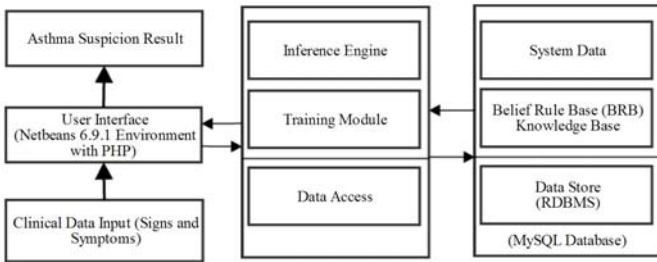 Asthma Suspicion Result
User Interface
(Netbeans 6.9.1 Environment
with PHP)
Clinical Data Input (Signs and
Symptoms)
Inference Engine
Training Module
Data Access
System Data
Belief Rule Base (BRB)
Knowledge Base
Data Store
(RDBMS)
(MySQL Database)